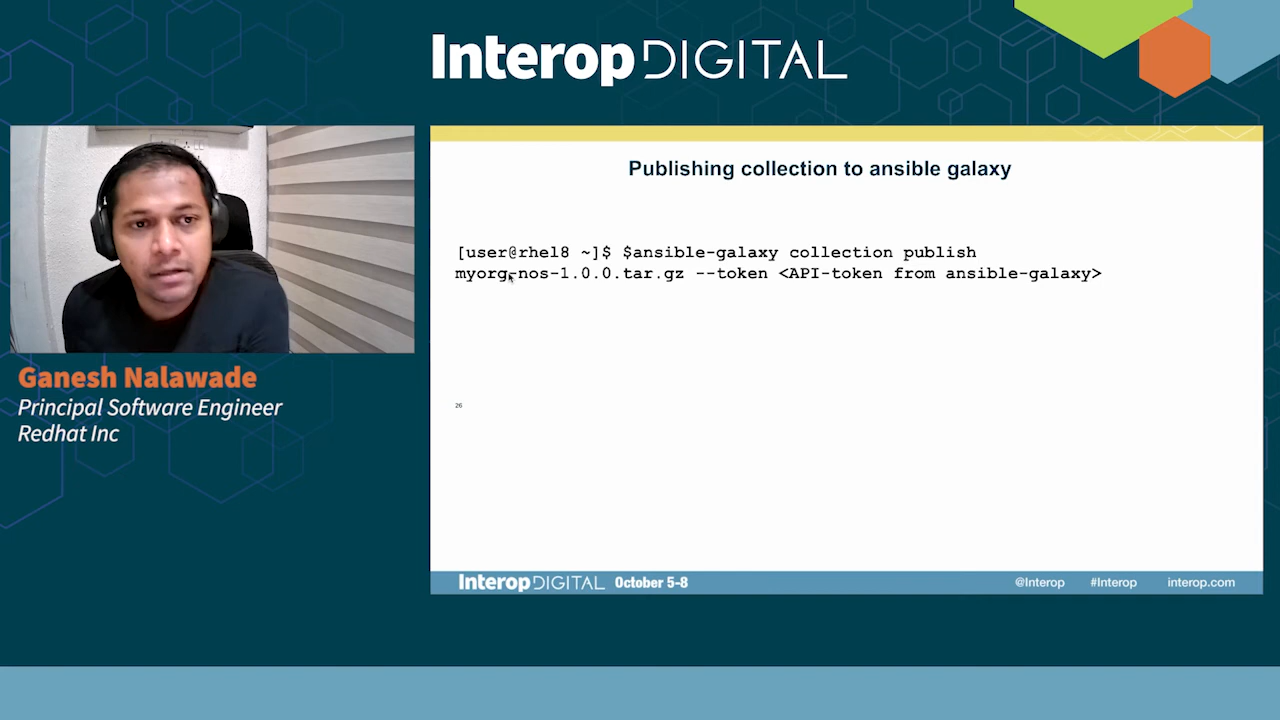 Interop DIGITAL
Publishing collection to ansible galaxy
[user@rhel8 ~]$ $ansible-galaxy collection publish
myorg-nos-1.0.0.tar.gz --token <API-token from ansible-galaxy>
Ganesh Nalawade
Principal Software Engineer
Redhat Inc
26
Interop DIGITAL October 5-8 @Interop #Interop interop.com